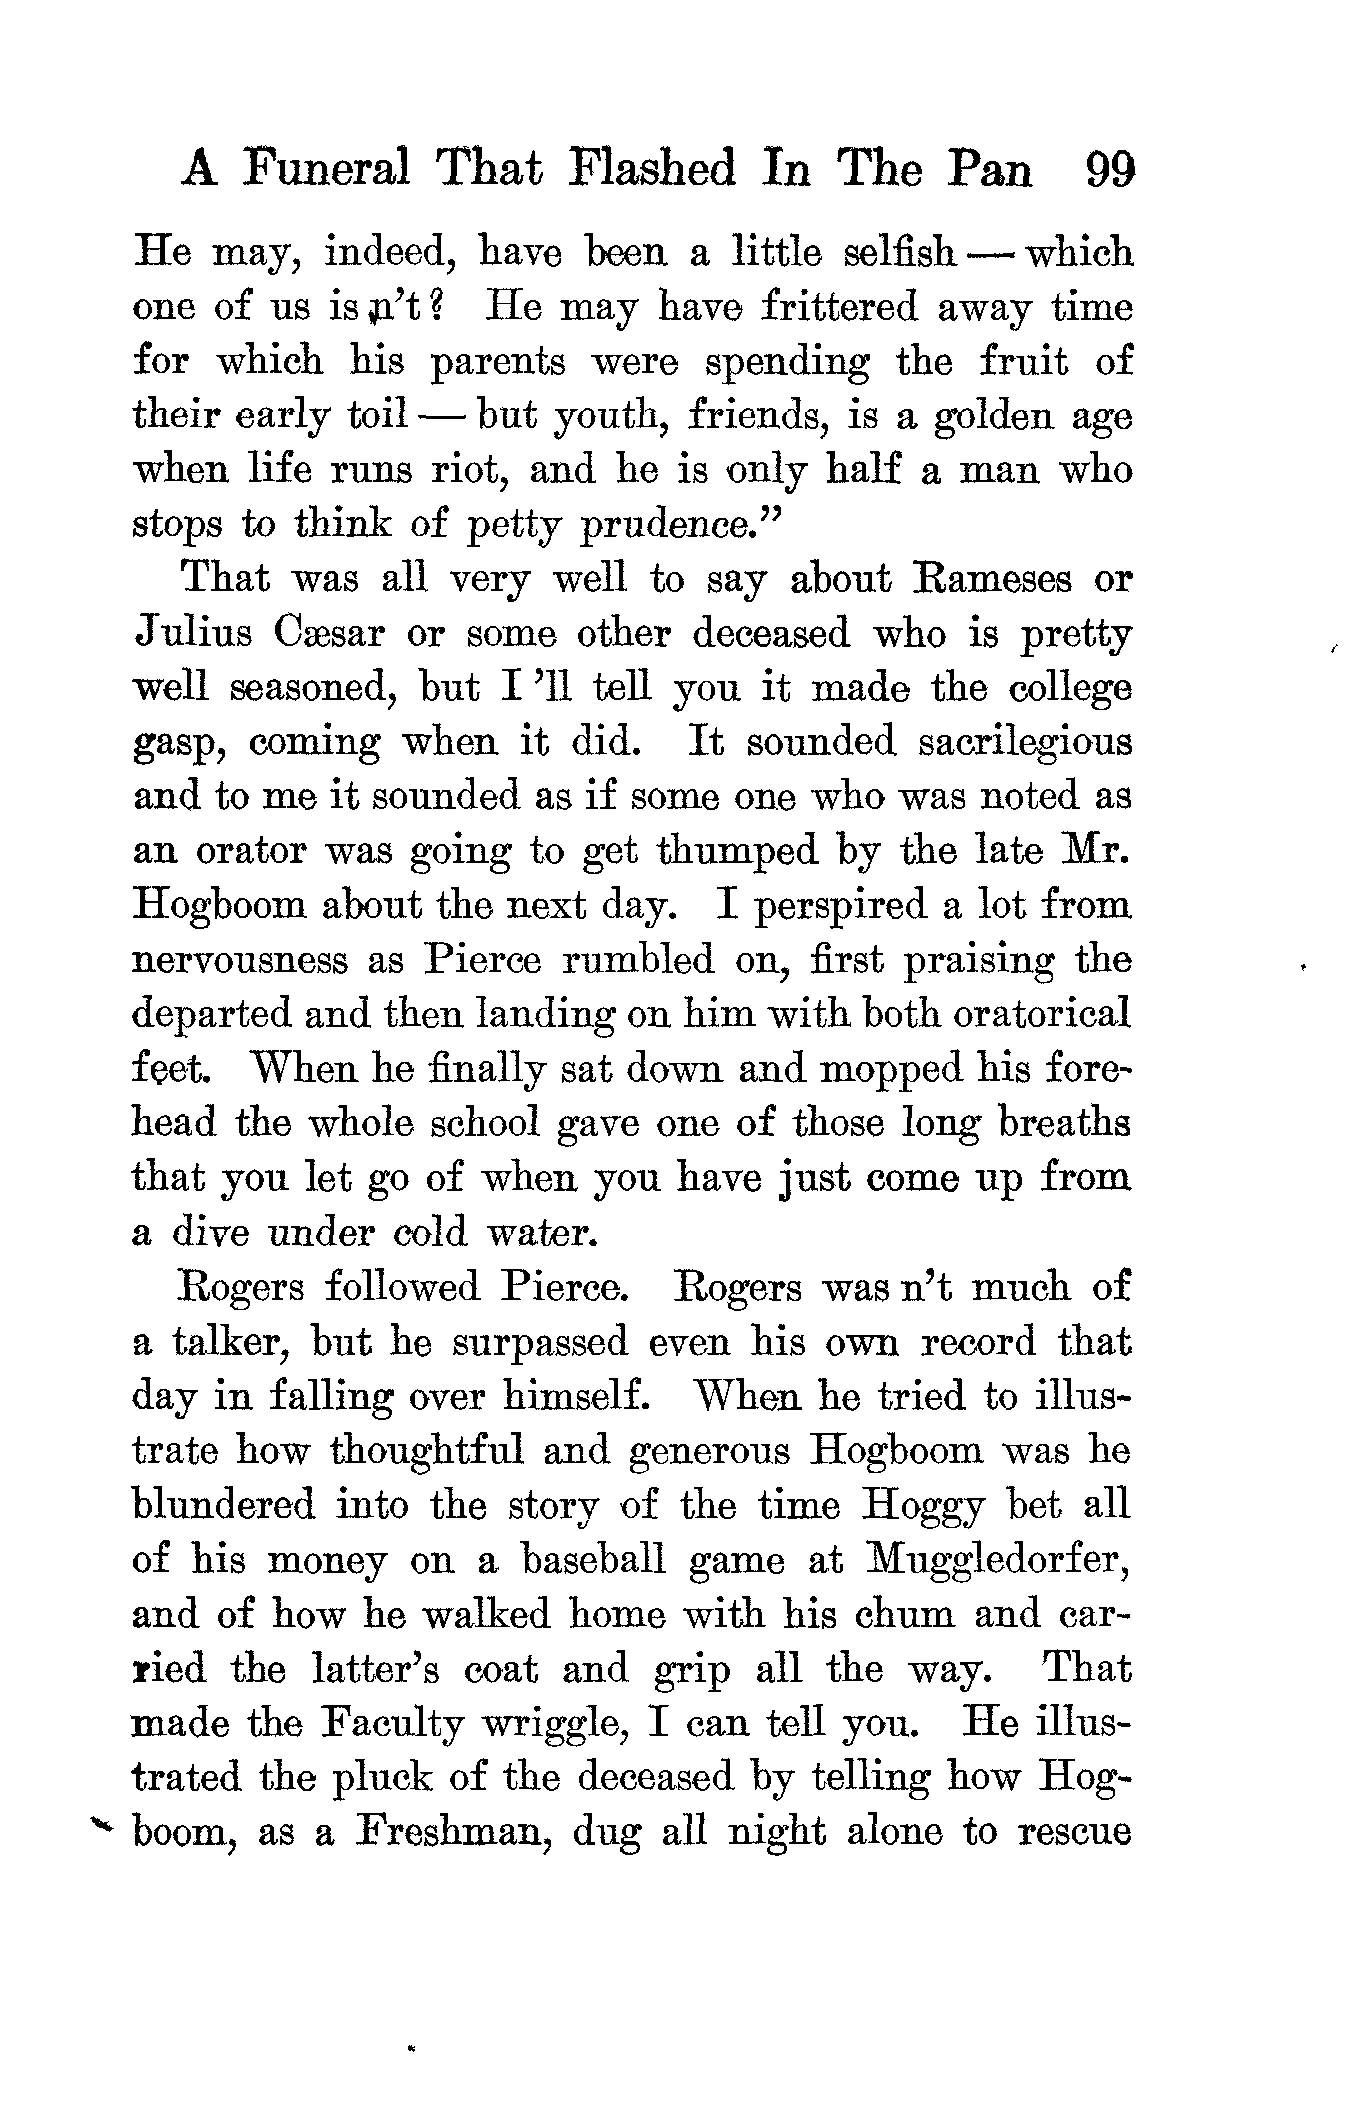 A Funeral That Flashed In The Pan 99
He may, indeed, have been a little selfish — which
one of us is n't? He may have frittered away time
for which his parents were spending the fruit of
their early toil — but youth, friends, is a golden age
when life runs riot, and he is only half a man who
stops to think of petty prudence.”
That was all very well to say about Rameses or
Julius Cæsar or some other deceased who is pretty
well seasoned, but I 'll tell you it made the college
gasp, coming when it did. It sounded sacrilegious
and to me it sounded as if some one who was noted as
an orator was going to get thumped by the late Mr.
Hogboom about the next day. I perspired a lot from
nervousness as Pierce rumbled on, first praising the
departed and then landing on him with both oratorical
feet. When he finally sat down and mopped his fore-
head the whole school gave one of those long breaths
that you let go of when you have just come up from
a dive under cold water.
Rogers followed Pierce. Rogers was n't much of
a talker, but he surpassed even his own record that
day in falling over himself. When he tried to illus-
trate how thoughtful and generous Hogboom was he
blundered into the story of the time Hoggy bet all
of his money on a baseball game at Muggledorfer,
and of how he walked home with his chum and car-
ried the latter's coat and grip all the way. That
made the Faculty wriggle, I can tell you. He illus-
trated the pluck of the deceased by telling how Hog-
boom, as a Freshman, dug all night alone to rescue